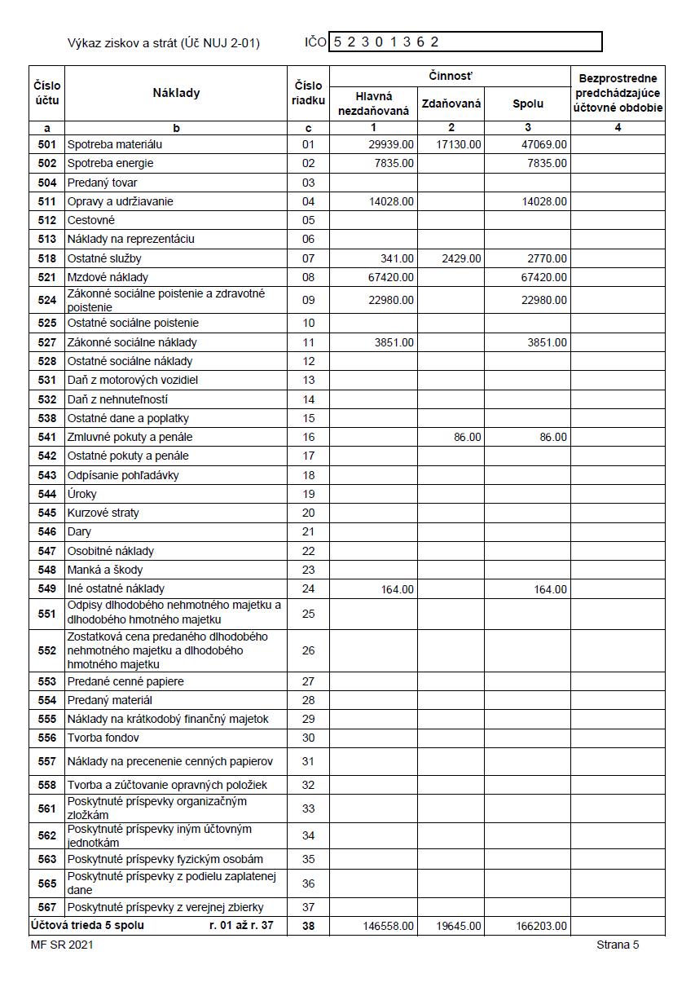 Výkaz ziskov a strát (Úč NUJ 2-01) IČO 5 2 3 0 1 3 6 2
Číslo účtu Náklady Číslo riadku Činnosť Bezprostredne predchádzajúce účtovné obdobie
Hlavná nezdaňovaná Zdaňovaná Spolu
a b c 1 2 3 4
501 Spotreba materiálu 01 29939.00 17130.00 47069.00
502 Spotreba energie 02 7835.00 7835.00
504 Predaný tovar 03
511 Opravy a udržiavanie 04 14028.00 14028.00
512 Cestovné 05
513 Náklady na reprezentáciu 06
518 Ostatné služby 07 341.00 2429.00 2770.00
521 Mzdové náklady 08 67420.00 67420.00
524 Zákonné sociálne poistenie a zdravotné poistenie 09 22980.00 22980.00
525 Ostatné sociálne poistenie 10
527 Zákonné sociálne náklady 11 3851.00 3851.00
528 Ostatné sociálne náklady 12
531 Daň z motorových vozidiel 13
532 Daň z nehnuteľností 14
538 Ostatné dane a poplatky 15
541 Zmluvné pokuty a penále 16 86.00 86.00
542 Ostatné pokuty a penále 17
543 Odpísanie pohľadávky 18
544 Úroky 19
545 Kurzové straty 20
546 Dary 21
547 Osobitné náklady 22
548 Manká a škody 23
549 Iné ostatné náklady 24 164.00 164.00
551 Odpisy dlhodobého nehmotného majetku a dlhodobého hmotného majetku 25
552 Zostatková cena predaného dlhodobého nehmotného majetku a dlhodobého hmotného majetku 26
553 Predané cenné papiere 27
554 Predaný materiál 28
555 Náklady na krátkodobý finančný majetok 29
556 Tvorba fondov 30
557 Náklady na precenenie cenných papierov 31
558 Tvorba a zúčtovanie opravných položiek 32
561 Poskytnuté príspevky organizačným zložkám 33
562 Poskytnuté príspevky iným účtovným jednotkám 34
563 Poskytnuté príspevky fyzickým osobám 35
565 Poskytnuté príspevky z podielu zaplatenej dane 36
567 Poskytnuté príspevky z verejnej zbierky 37
Účtová trieda 5 spolu r. 01 až r. 37 38 146558.00 19645.00 166203.00
MF SR 2021 Strana 5